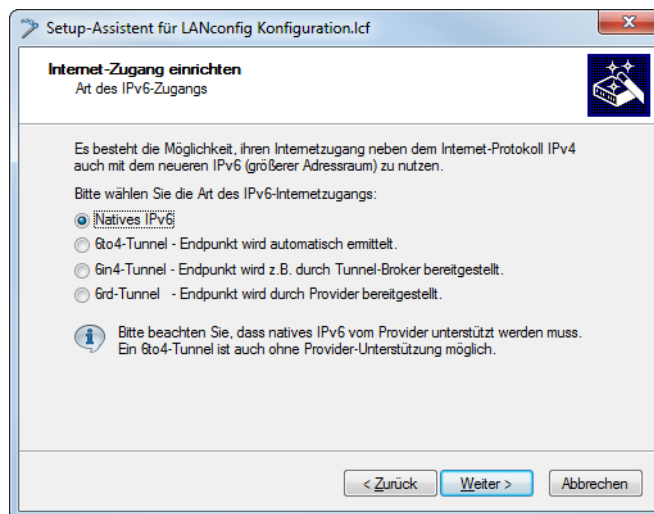 Setup-Assistent für LANconfig Konfiguration.lcf
Internet-Zugang einrichten
Art des IPv6-Zugangs
Es besteht die Möglichkeit, ihren Internetzugang neben dem Internet-Protokoll IPv4
auch mit dem neueren IPv6 (größerer Adressraum) zu nutzen.
Bitte wählen Sie die Art des IPv6-Internetzugangs:
Natives IPv6
6to4-Tunnel - Endpunkt wird automatisch ermittelt.
6in4-Tunnel - Endpunkt wird z.B. durch Tunnel-Broker bereitgestellt.
6rd-Tunnel - Endpunkt wird durch Provider bereitgestellt.
Bitte beachten Sie, dass natives IPv6 vom Provider unterstützt werden muss.
Ein 6to4-Tunnel ist auch ohne Provider-Unterstützung möglich.
< Zurück Weiter > Abbrechen